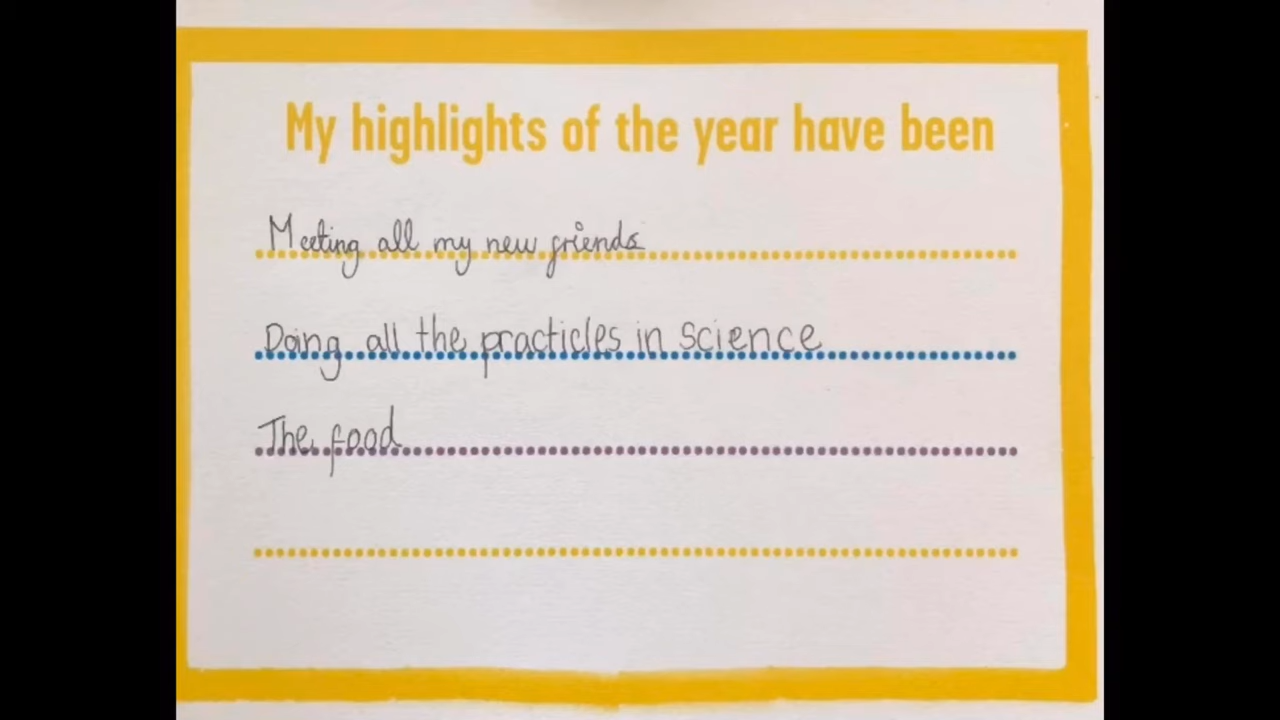 My highlights of the year have been
Meeting all my new friends
Doing all the practicles in science
The food